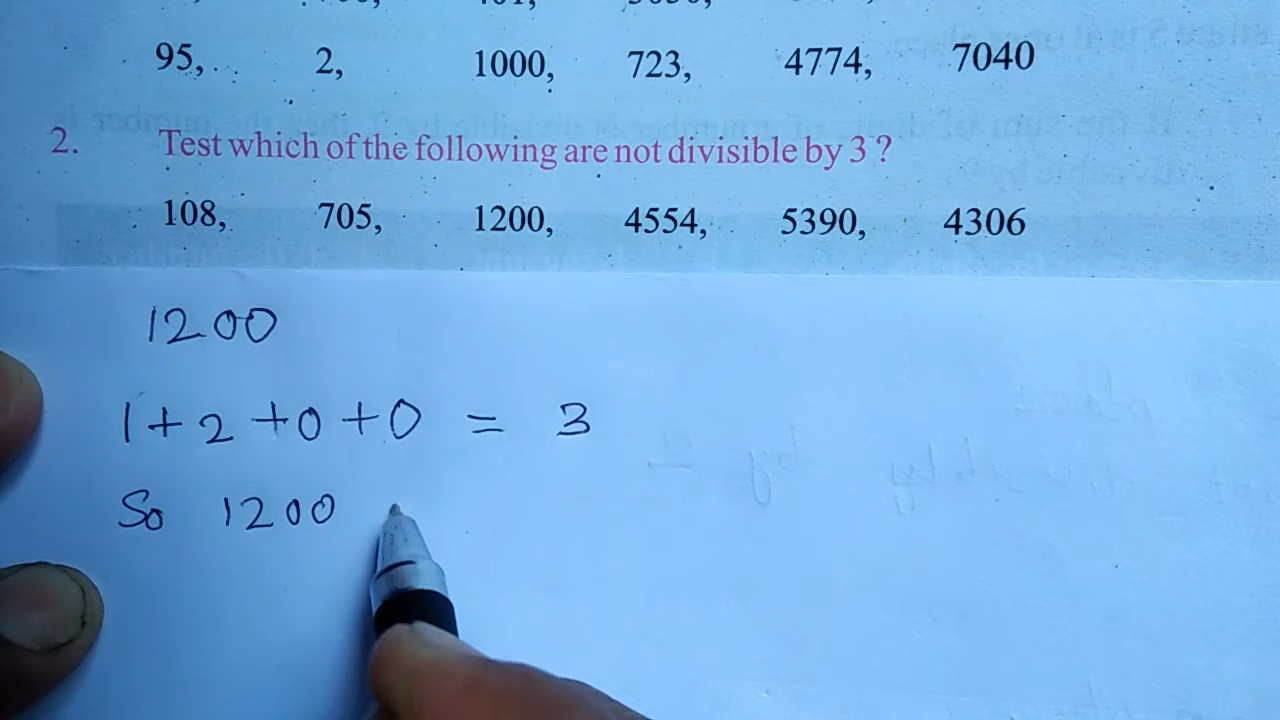 95, 2, 1000, 723, 4774, 7040
2. Test which of the following are not divisible by 3 ?
108, 705, 1200, 4554, 5390, 4306
1200
1 + 2 + 0 + 0 = 3
So 1200